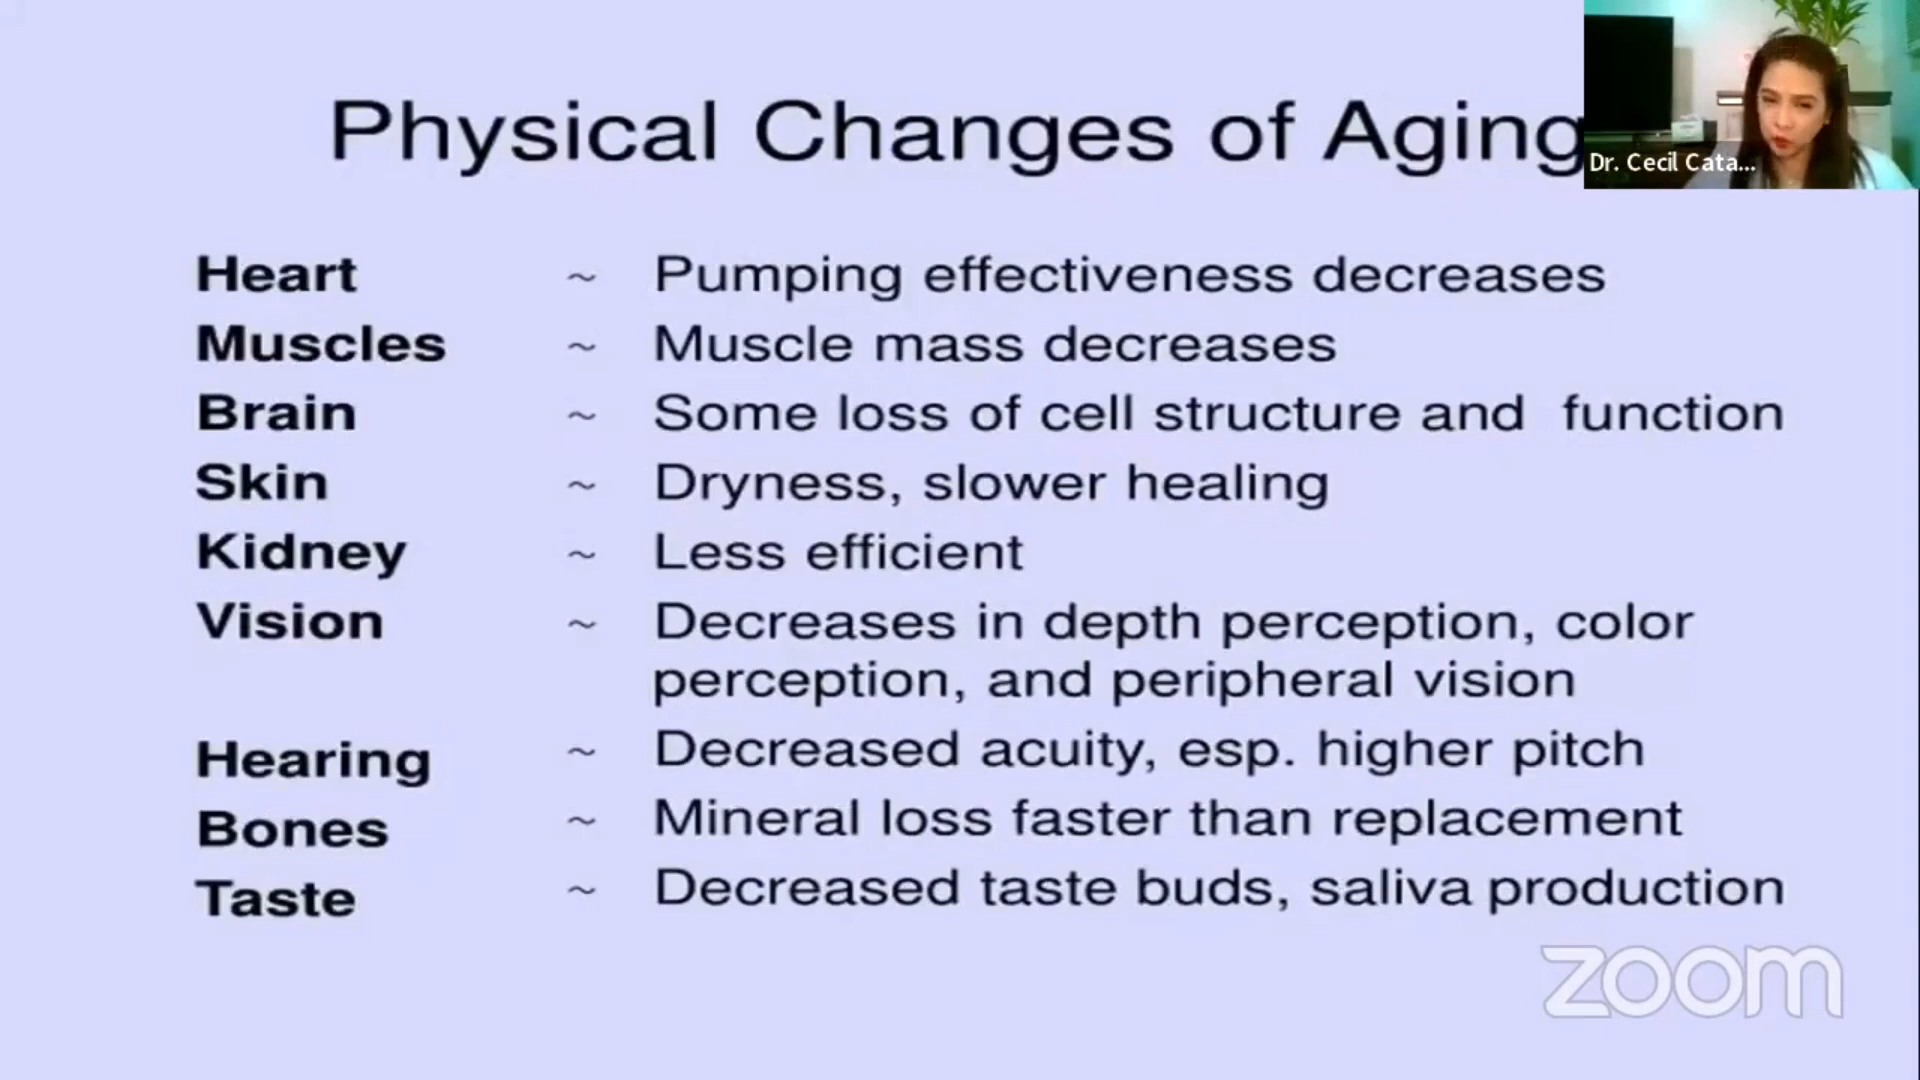 Physical Changes of Aging
Dr. Cecil Cata...
Heart ~ Pumping effectiveness decreases
Muscles ~ Muscle mass decreases
Brain ~ Some loss of cell structure and function
Skin ~ Dryness, slower healing
Kidney ~ Less efficient
Vision ~ Decreases in depth perception, color
perception, and peripheral vision
Hearing ~ Decreased acuity, esp. higher pitch
Bones ~ Mineral loss faster than replacement
Taste ~ Decreased taste buds, saliva production
zoom